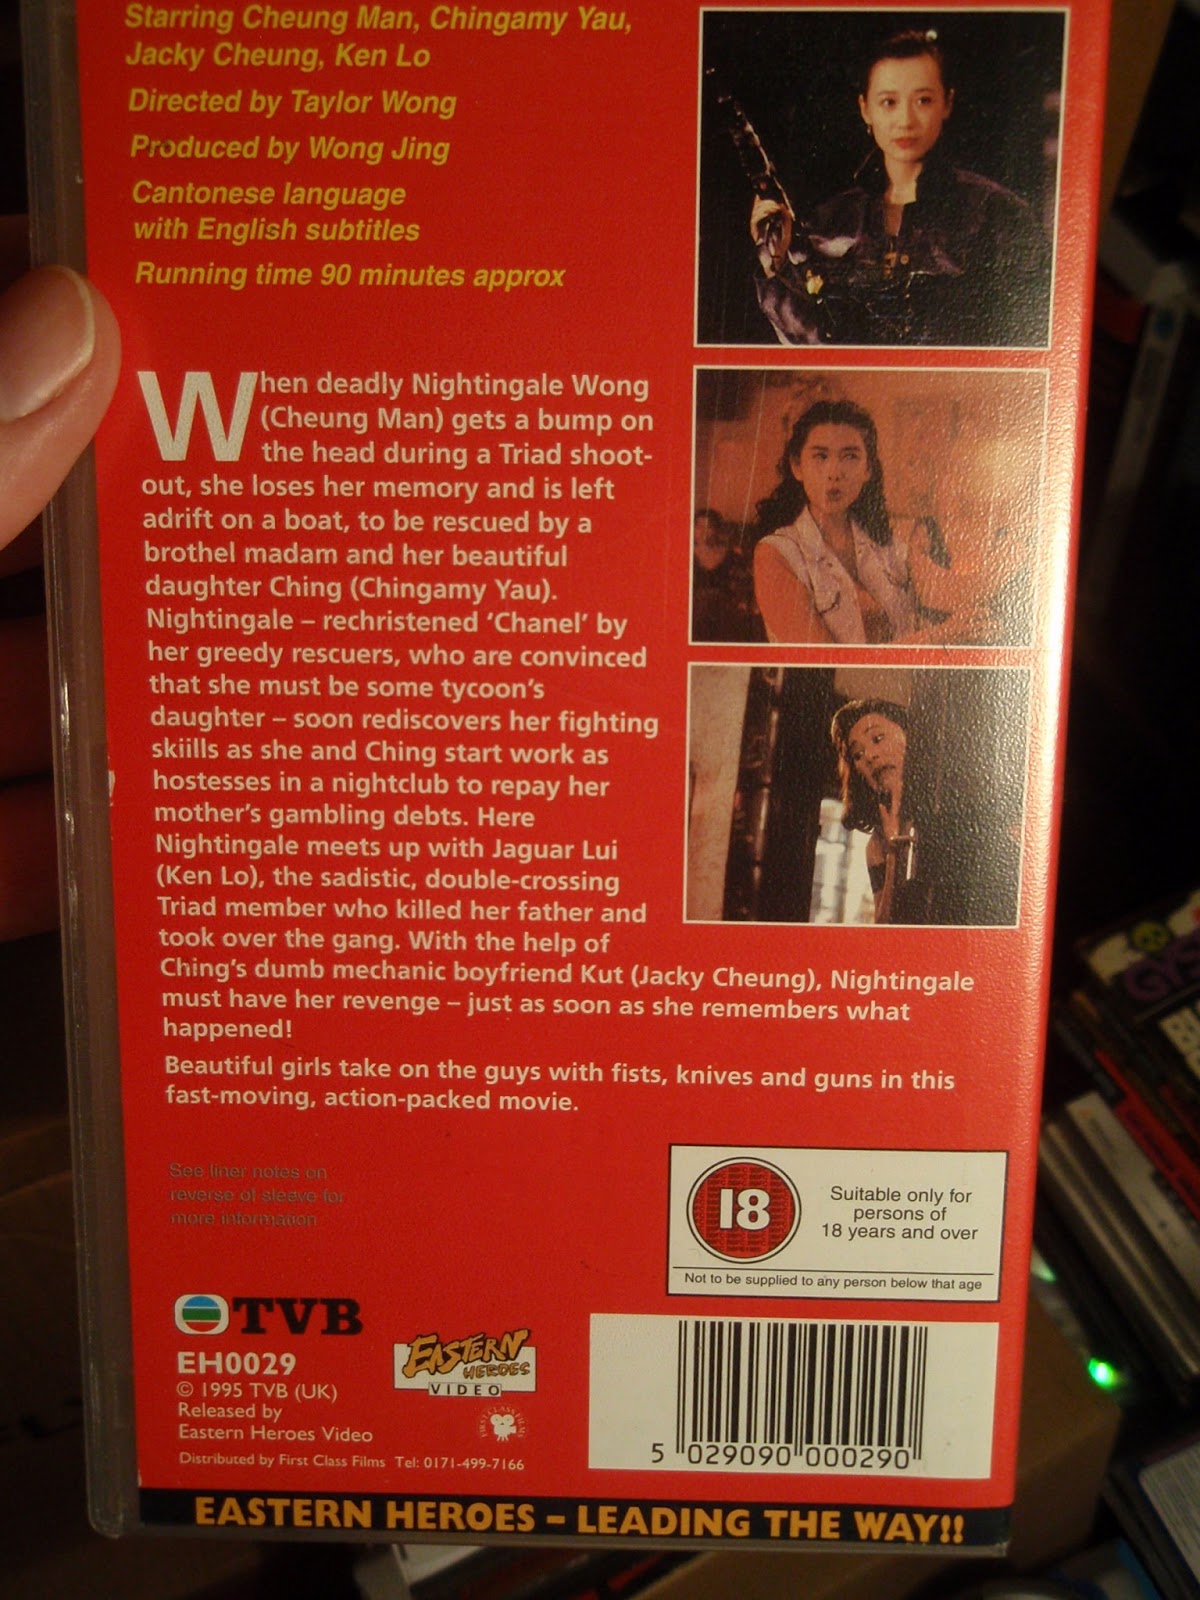 Starring Cheung Man, Chingamy Yau,
Jacky Cheung, Ken Lo
Directed by Taylor Wong
Produced by Wong Jing
Cantonese language
with English subtitles
Running time 90 minutes approx
When deadly Nightingale Wong
(Cheung Man) gets a bump on
the head during a Triad shoot-
out, she loses her memory and is left
adrift on a boat, to be rescued by a
brothel madam and her beautiful
daughter Ching (Chingamy Yau).
Nightingale – rechristened ‘Chanel’ by
her greedy rescuers, who are convinced
that she must be some tycoon’s
daughter – soon rediscovers her fighting
skiills as she and Ching start work as
hostesses in a nightclub to repay her
mother’s gambling debts. Here
Nightingale meets up with Jaguar Lui
(Ken Lo), the sadistic, double-crossing
Triad member who killed her father and
took over the gang. With the help of
Ching’s dumb mechanic boyfriend Kut (Jacky Cheung), Nightingale
must have her revenge – just as soon as she remembers what
happened!
Beautiful girls take on the guys with fists, knives and guns in this
fast-moving, action-packed movie.
See liner notes on
reverse of sleeve for
more information
18
Suitable only for
persons of
18 years and over
Not to be supplied to any person below that age
TVB
EH0029
© 1995 TVB (UK)
Released by
Eastern Heroes Video
Distributed by First Class Films Tel: 0171-499-7166
EASTERN
HEROES
VIDEO
FIRST CLASS FILMS
5 029090 000290
EASTERN HEROES – LEADING THE WAY!!